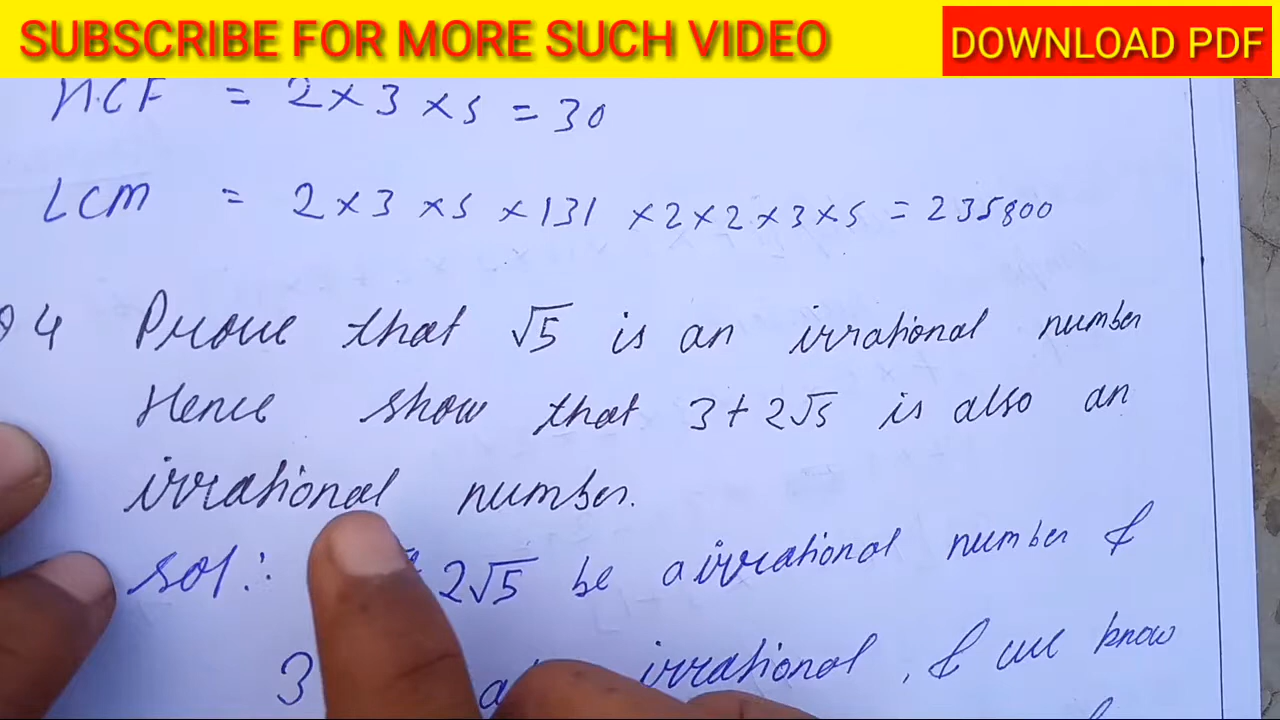 SUBSCRIBE FOR MORE SUCH VIDEO
DOWNLOAD PDF
H.C.F = 2 × 3 × 5 = 30
LCM = 2 × 3 × 5 × 131 × 2 × 2 × 3 × 5 = 235800
Q 4 Prove that √5 is an irrational number
Hence show that 3 + 2√5 is also an
irrational number.
Sol:. 2√5 be a irrational number &
3 irrational, & we know